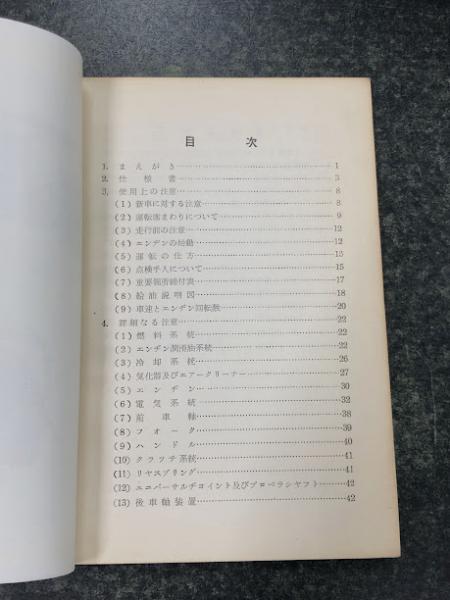 目次
1. まえがき 1
2. 仕様書 3
3. 使用上の注意 8
(1) 新車に対する注意 8
(2) 運転席まわりについて 9
(3) 走行前の注意 12
(4) エンヂンの始動 12
(5) 運転の仕方 13
(6) 点検手入について 15
(7) 重要個所締付表 17
(8) 給油説明図 18
(9) 車速とエンヂン回転数 20
4. 詳細なる注意 22
(1) 燃料系統 22
(2) エンヂン潤滑油系統 22
(3) 冷却系統 26
(4) 気化器及びエアークリーナー 27
(5) エンヂン 30
(6) 電気系統 32
(7) 前車軸 38
(8) フオーク 39
(9) ハンドル 40
(10) クラツチ系統 41
(11) リヤスプリング 41
(12) ユニバーサルヂヨイント及びプロペラシヤフト 42
(13) 後車軸装置 42